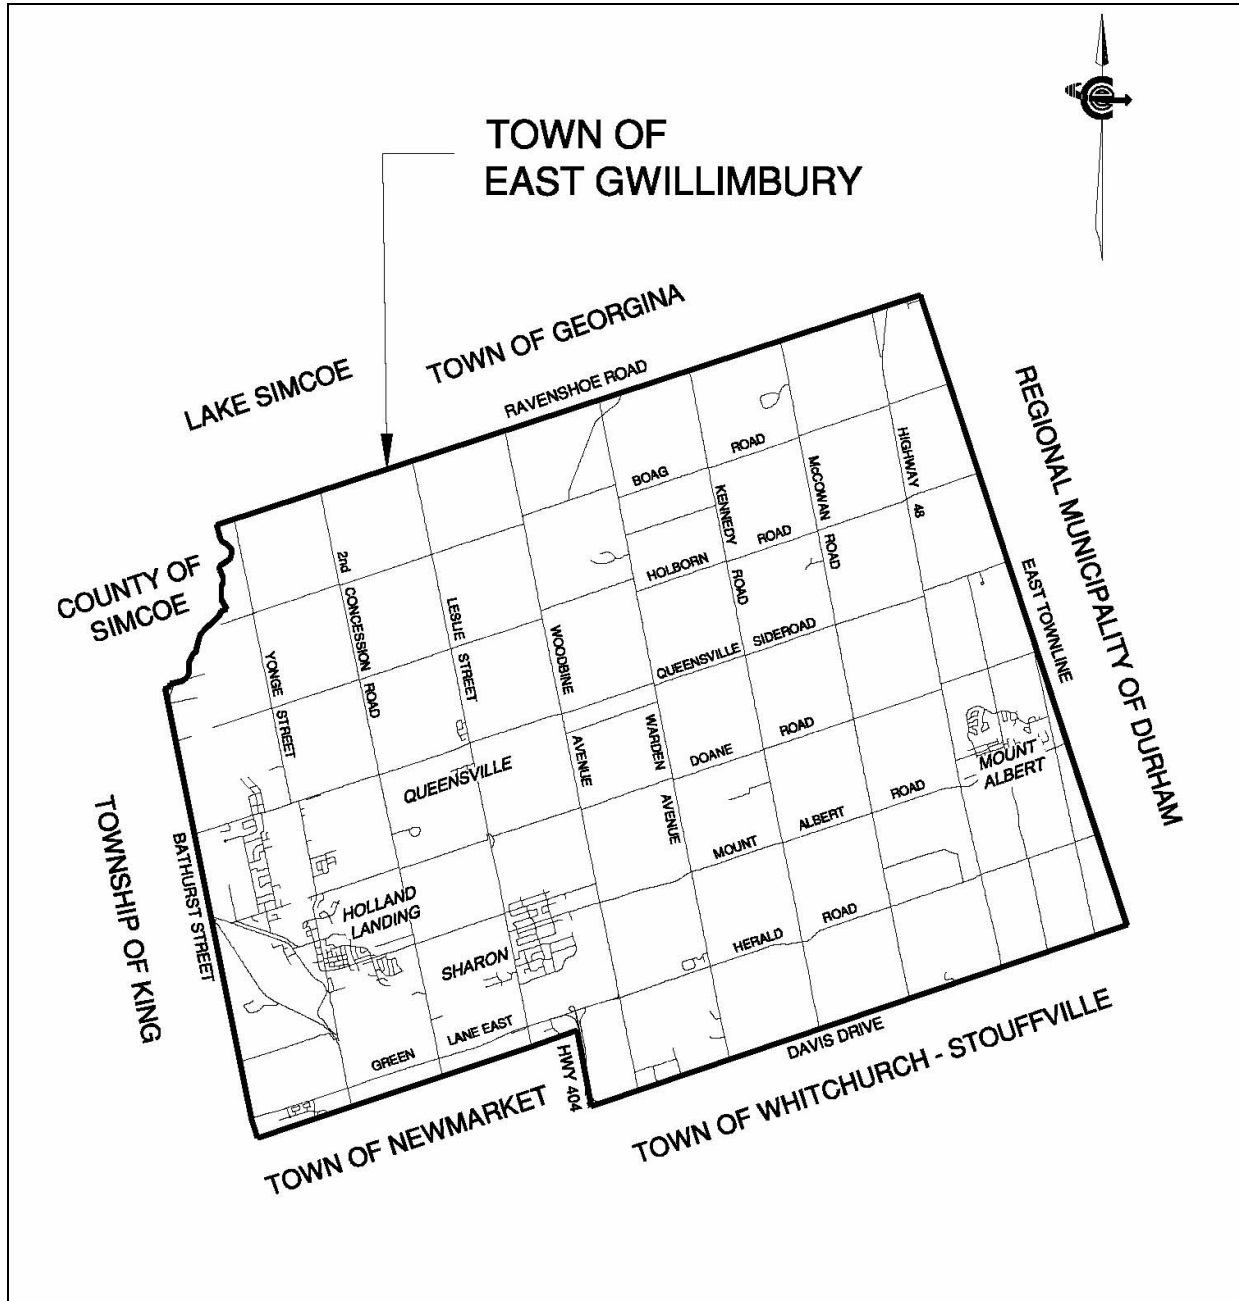 TOWN OF
EAST GWILLIMBURY
LAKE SIMCOE
TOWN OF GEORGINA
RAVENSHOE ROAD
REGIONAL MUNICIPALITY OF DURHAM
COUNTY OF
SIMCOE
BOAG ROAD
HIGHWAY 48
McCOWAN ROAD
KENNEDY ROAD
HOLBORN ROAD
2nd CONCESSION ROAD
LESLIE STREET
WOODBINE AVENUE
YONGE STREET
QUEENSVILLE SIDEROAD
EAST TOWNLINE
WARDEN AVENUE
DOANE ROAD
QUEENSVILLE
MOUNT
ALBERT
MOUNT ALBERT ROAD
TOWNSHIP OF KING
BATHURST STREET
HOLLAND
LANDING
SHARON
HERALD ROAD
GREEN LANE EAST
HWY 404
DAVIS DRIVE
TOWN OF NEWMARKET
TOWN OF WHITCHURCH - STOUFFVILLE